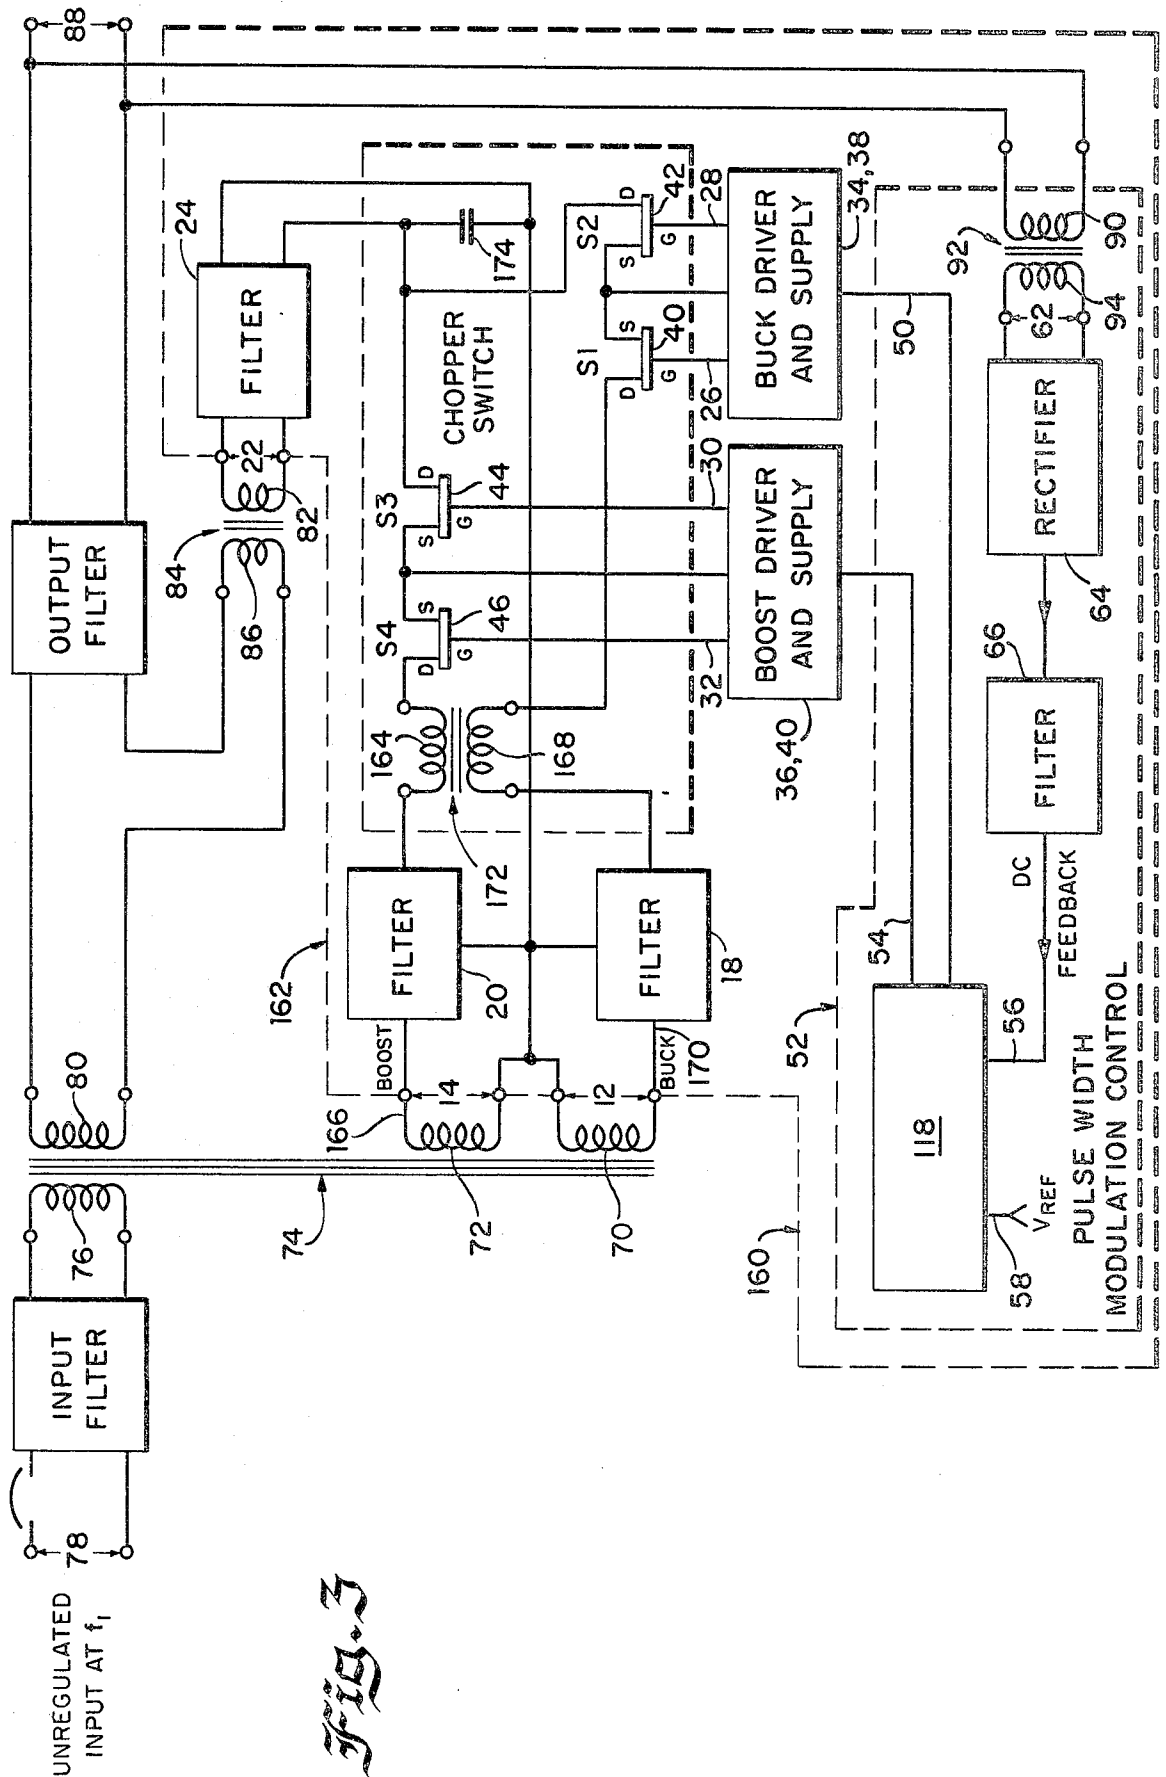 UNREGULATED
INPUT AT f1
78
INPUT
FILTER
76
80
74
OUTPUT
FILTER
88
84
86
82
22
24
FILTER
162
166
BOOST
14
72
12
70
BUCK
170
FILTER
20
FILTER
18
172
164
168
S4
D
S
G
46
S3
S
D
G
44
CHOPPER
SWITCH
174
S1
D
S
G
40
S2
S
D
G
42
32
30
26
28
BOOST DRIVER
AND SUPPLY
36,40
BUCK DRIVER
AND SUPPLY
34,38
54
50
52
160
118
58
VREF
56
DC
FEEDBACK
PULSE WIDTH
MODULATION CONTROL
FILTER
66
RECTIFIER
64
62
94
92
90
Fig.3